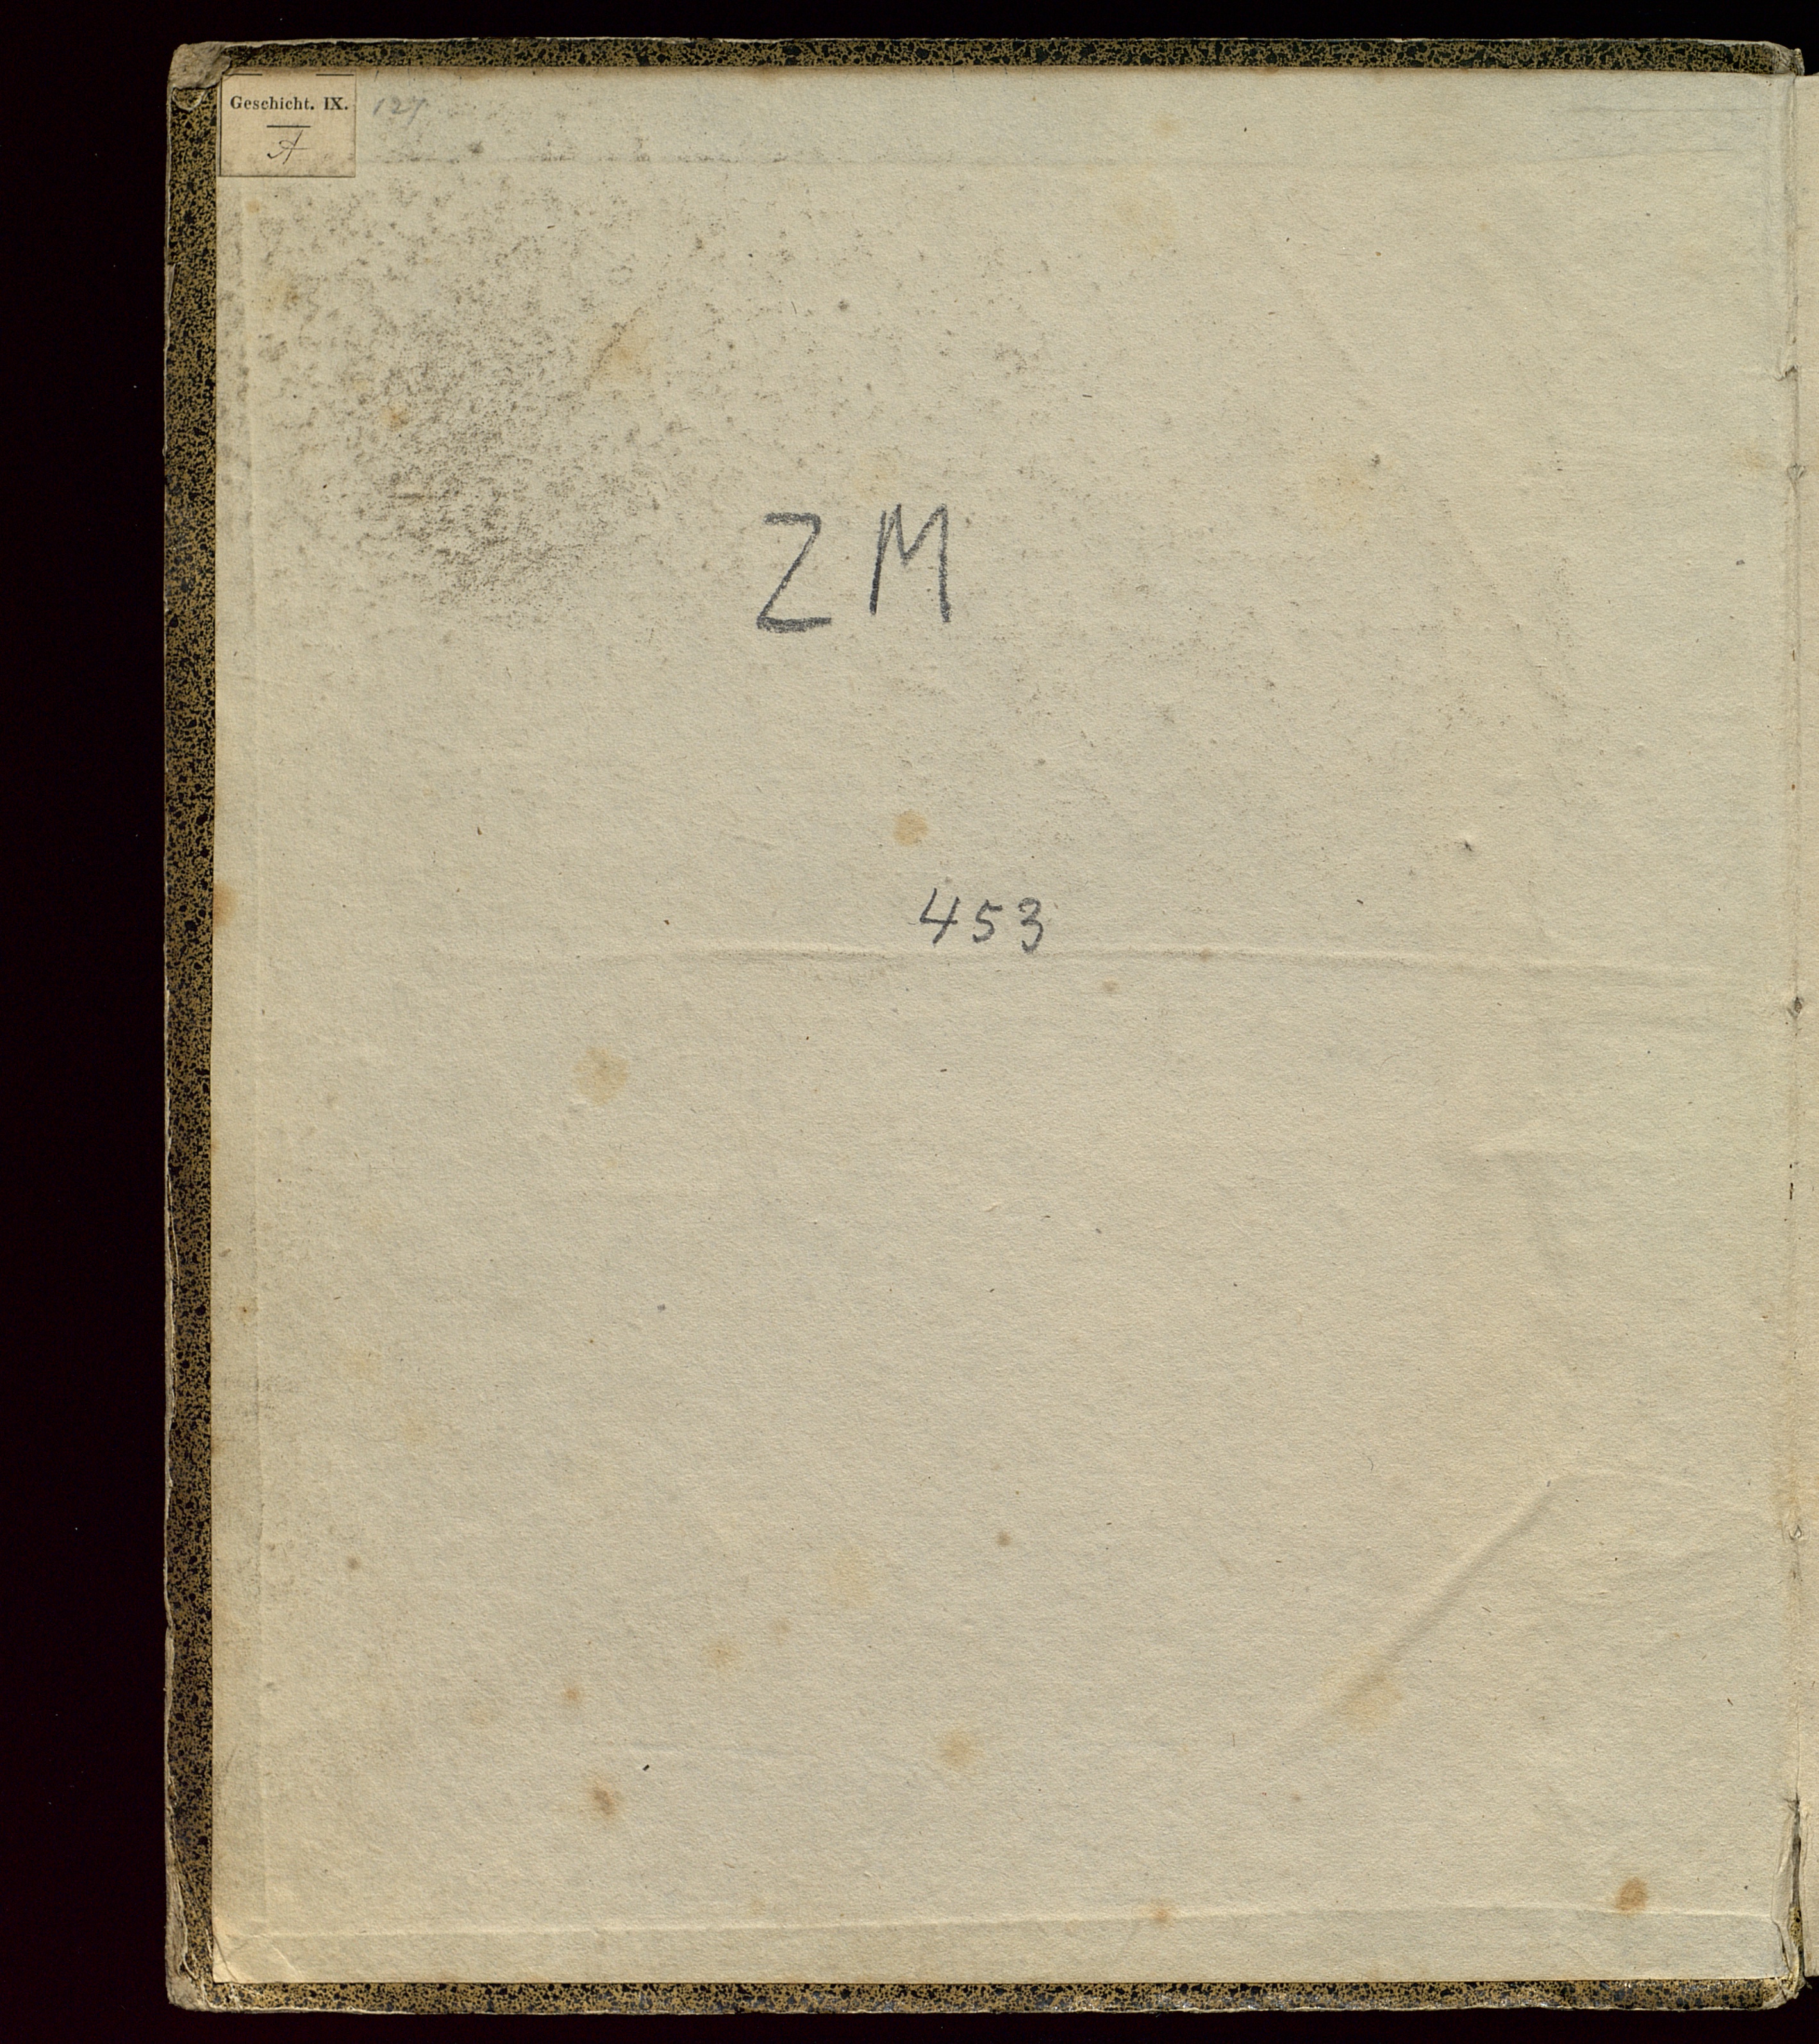 Geschicht. IX. 127
A
ZM
453